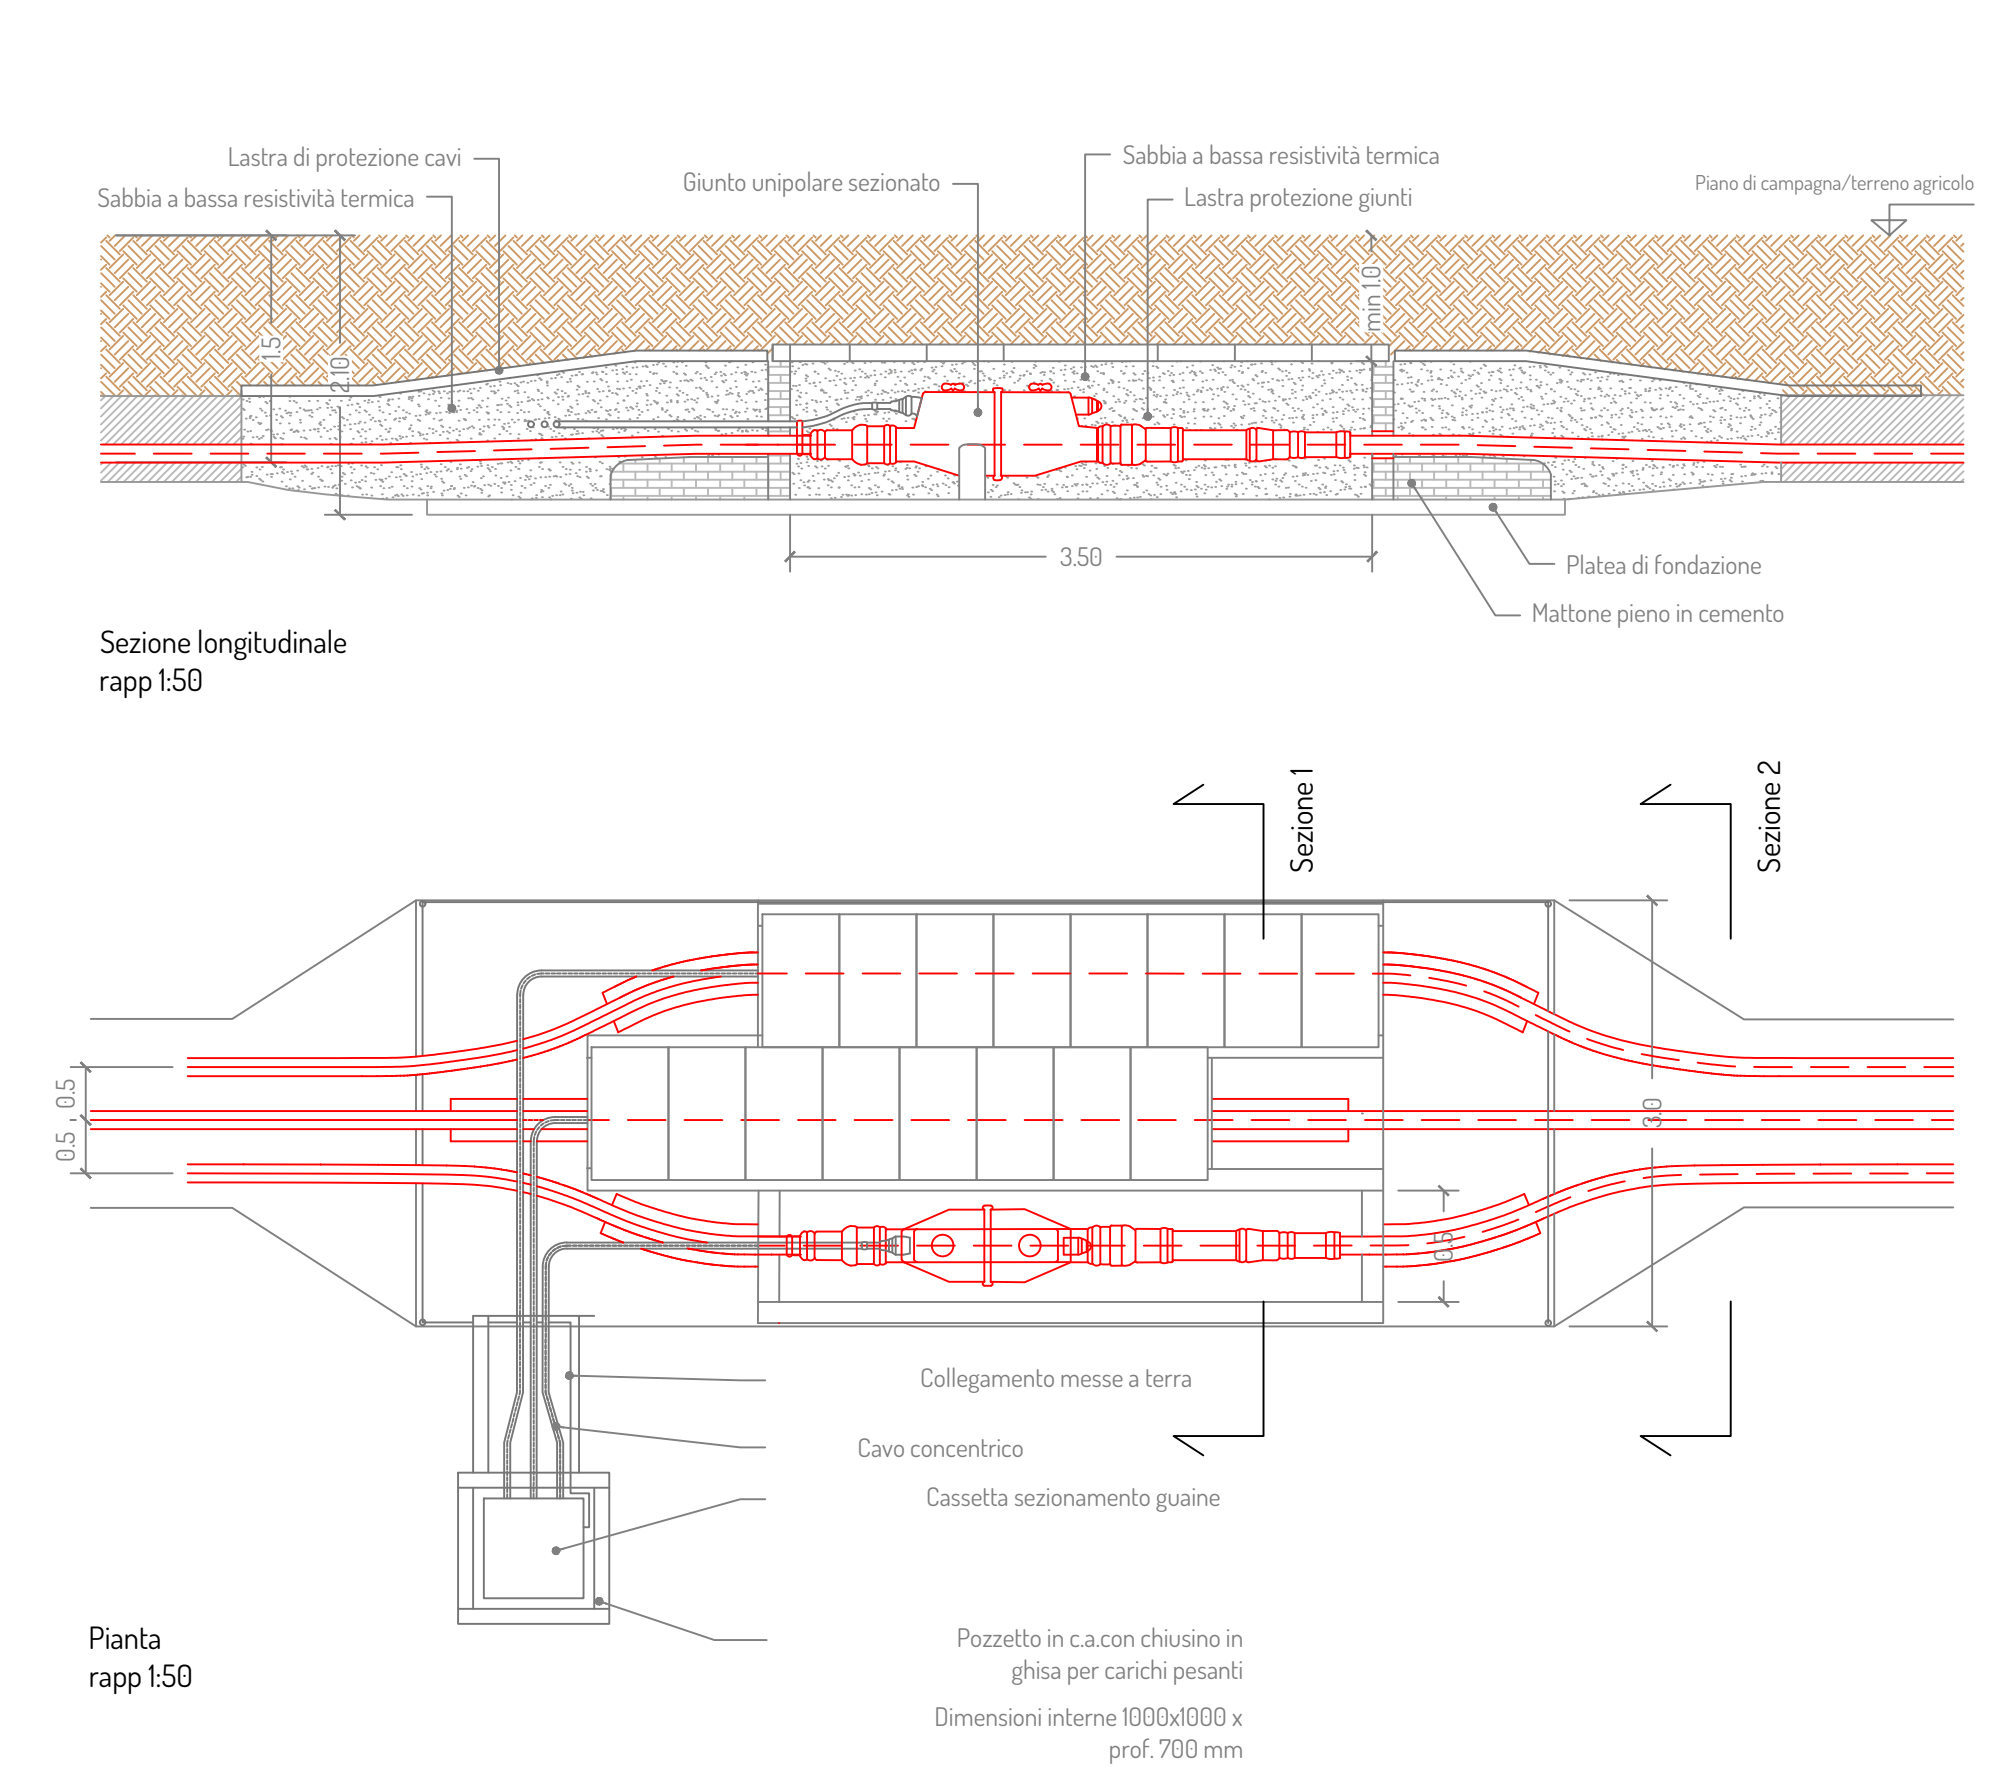 Lastra di protezione cavi
Sabbia a bassa resistività termica
Giunto unipolare sezionato
Sabbia a bassa resistività termica
Lastra protezione giunti
Piano di campagna/terreno agricolo
1.5
2.10
min 1.0
3.50
Platea di fondazione
Mattone pieno in cemento
Sezione longitudinale
rapp 1:50
Sezione 1
Sezione 2
0.5
0.5
3.0
0.5
Collegamento messe a terra
Cavo concentrico
Cassetta sezionamento guaine
Pianta
rapp 1:50
Pozzetto in c.a.con chiusino in
ghisa per carichi pesanti
Dimensioni interne 1000x1000 x
prof. 700 mm